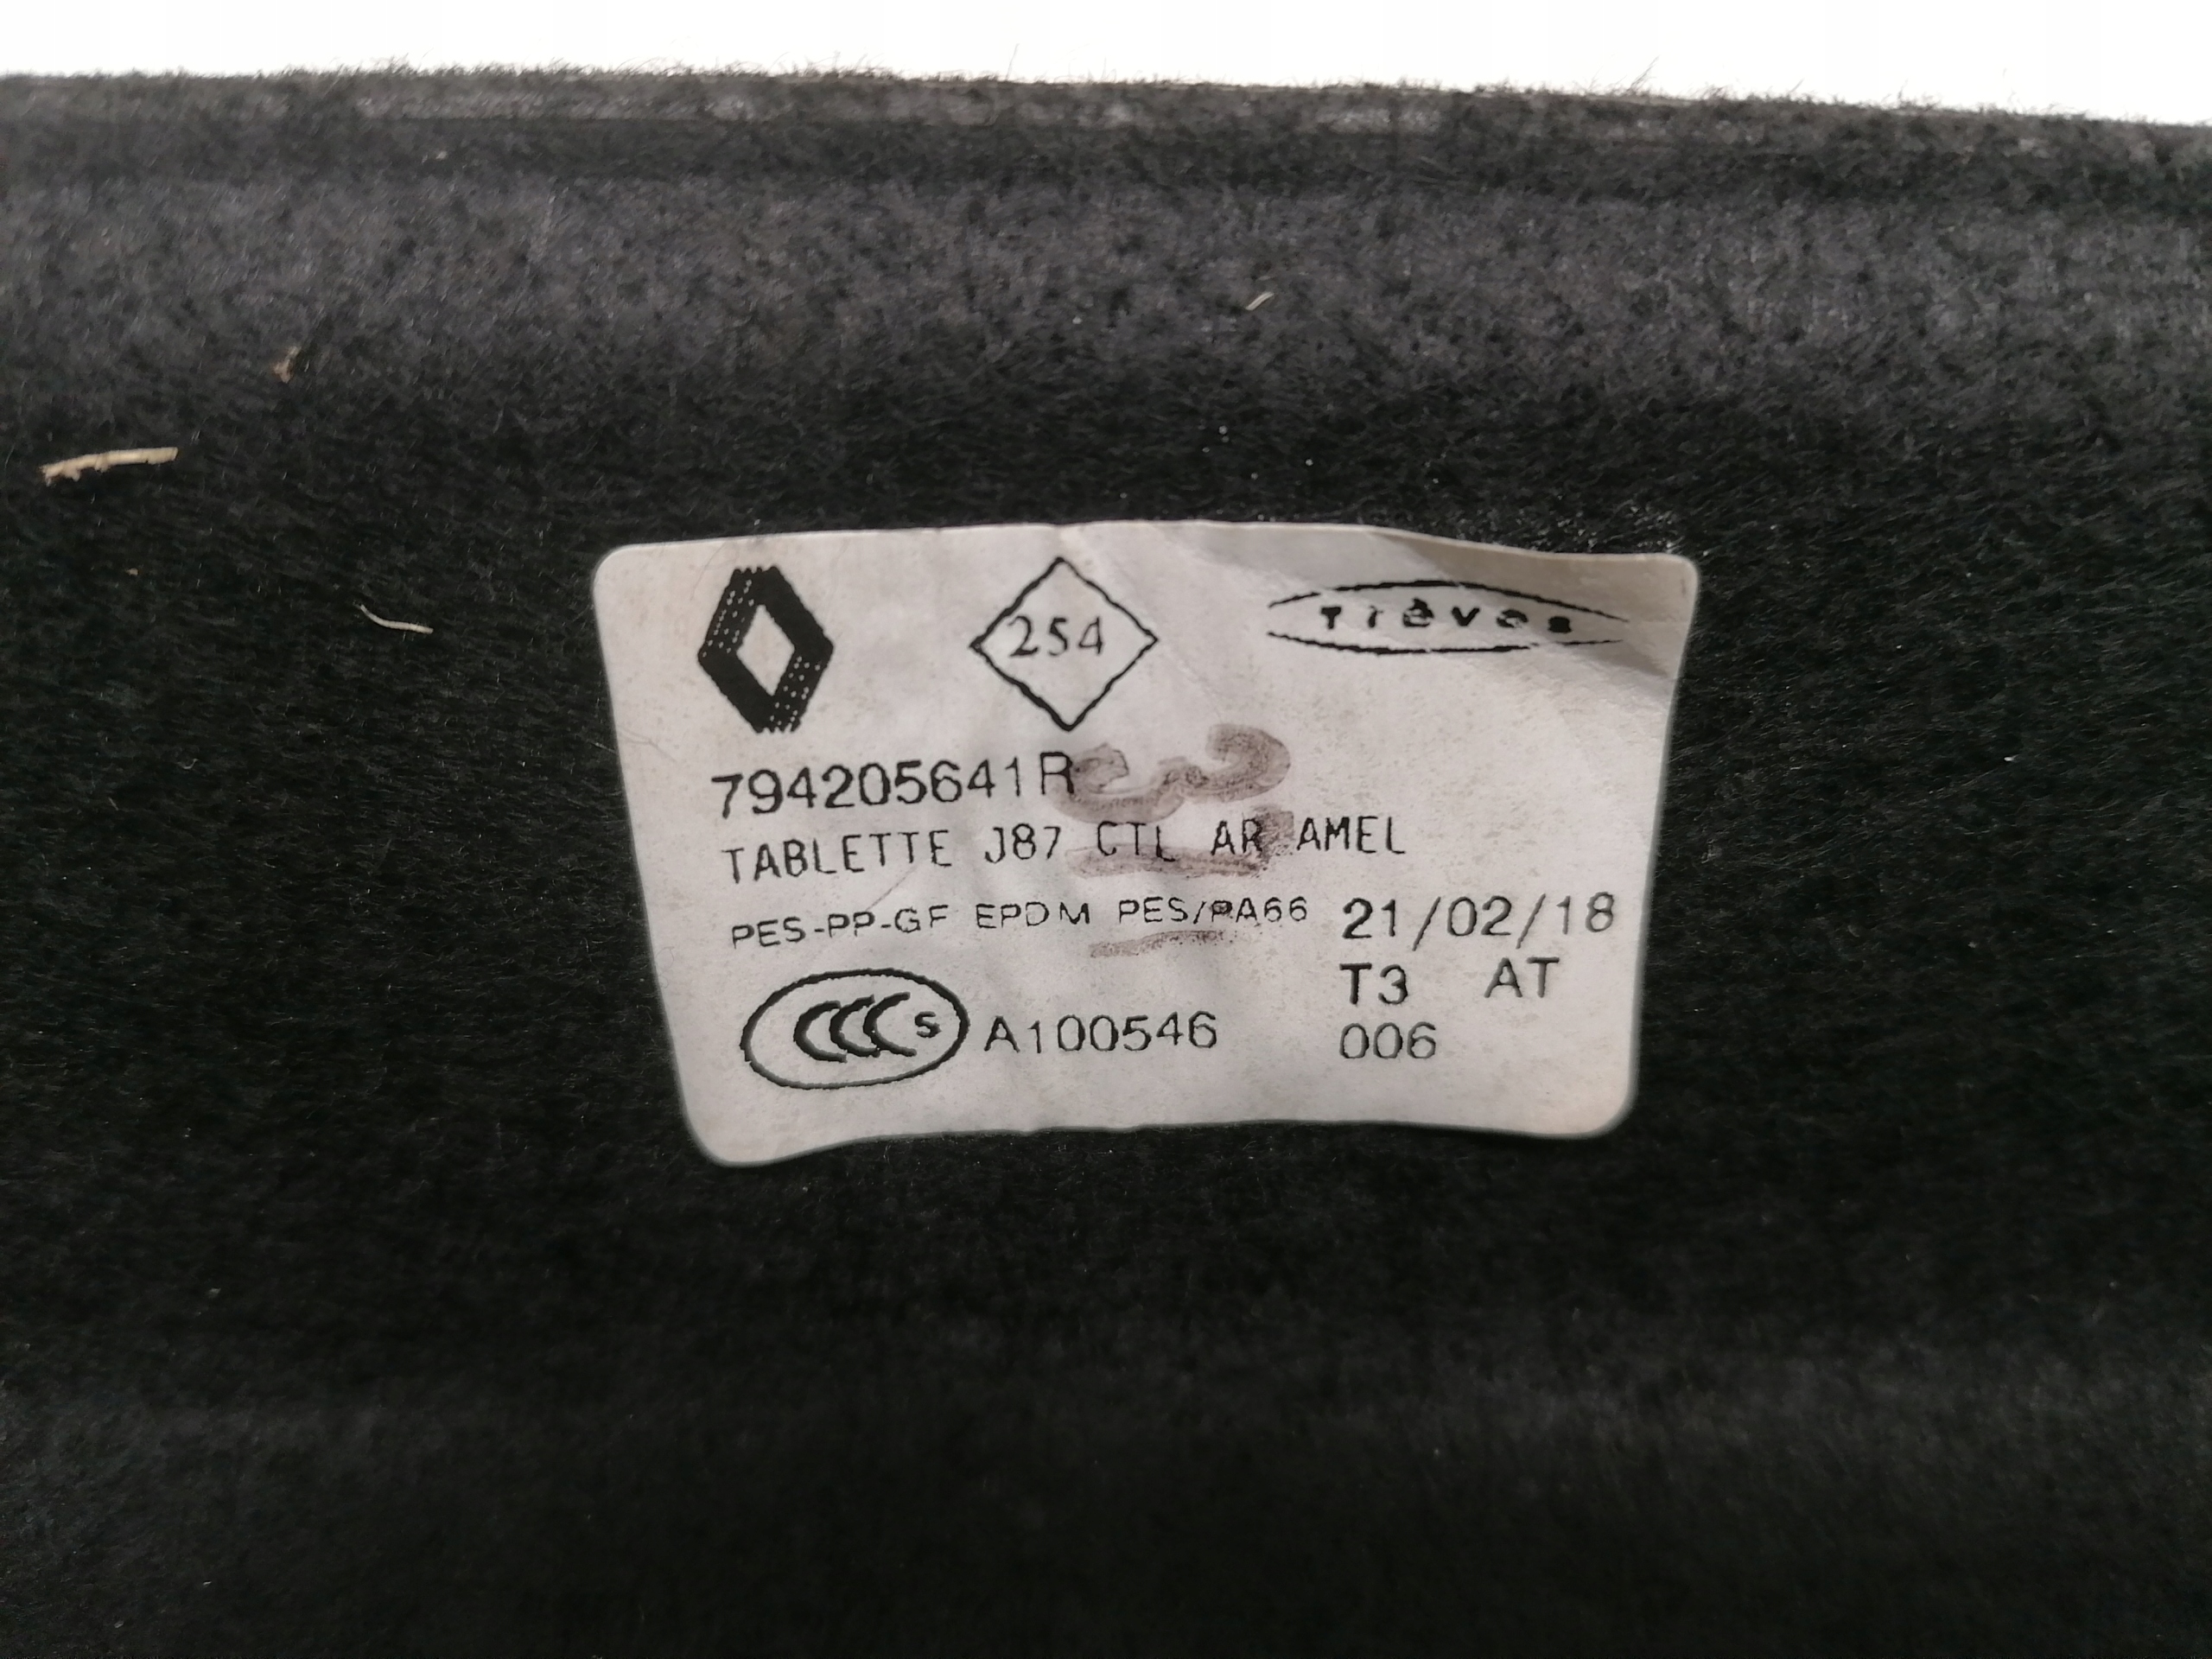 254
Trèves
794205641R
TABLETTE J87 CTL AR AMEL
PES-PP-GF EPDM PES/PA66
21/02/18
T3 AT
CCC S A100546
006